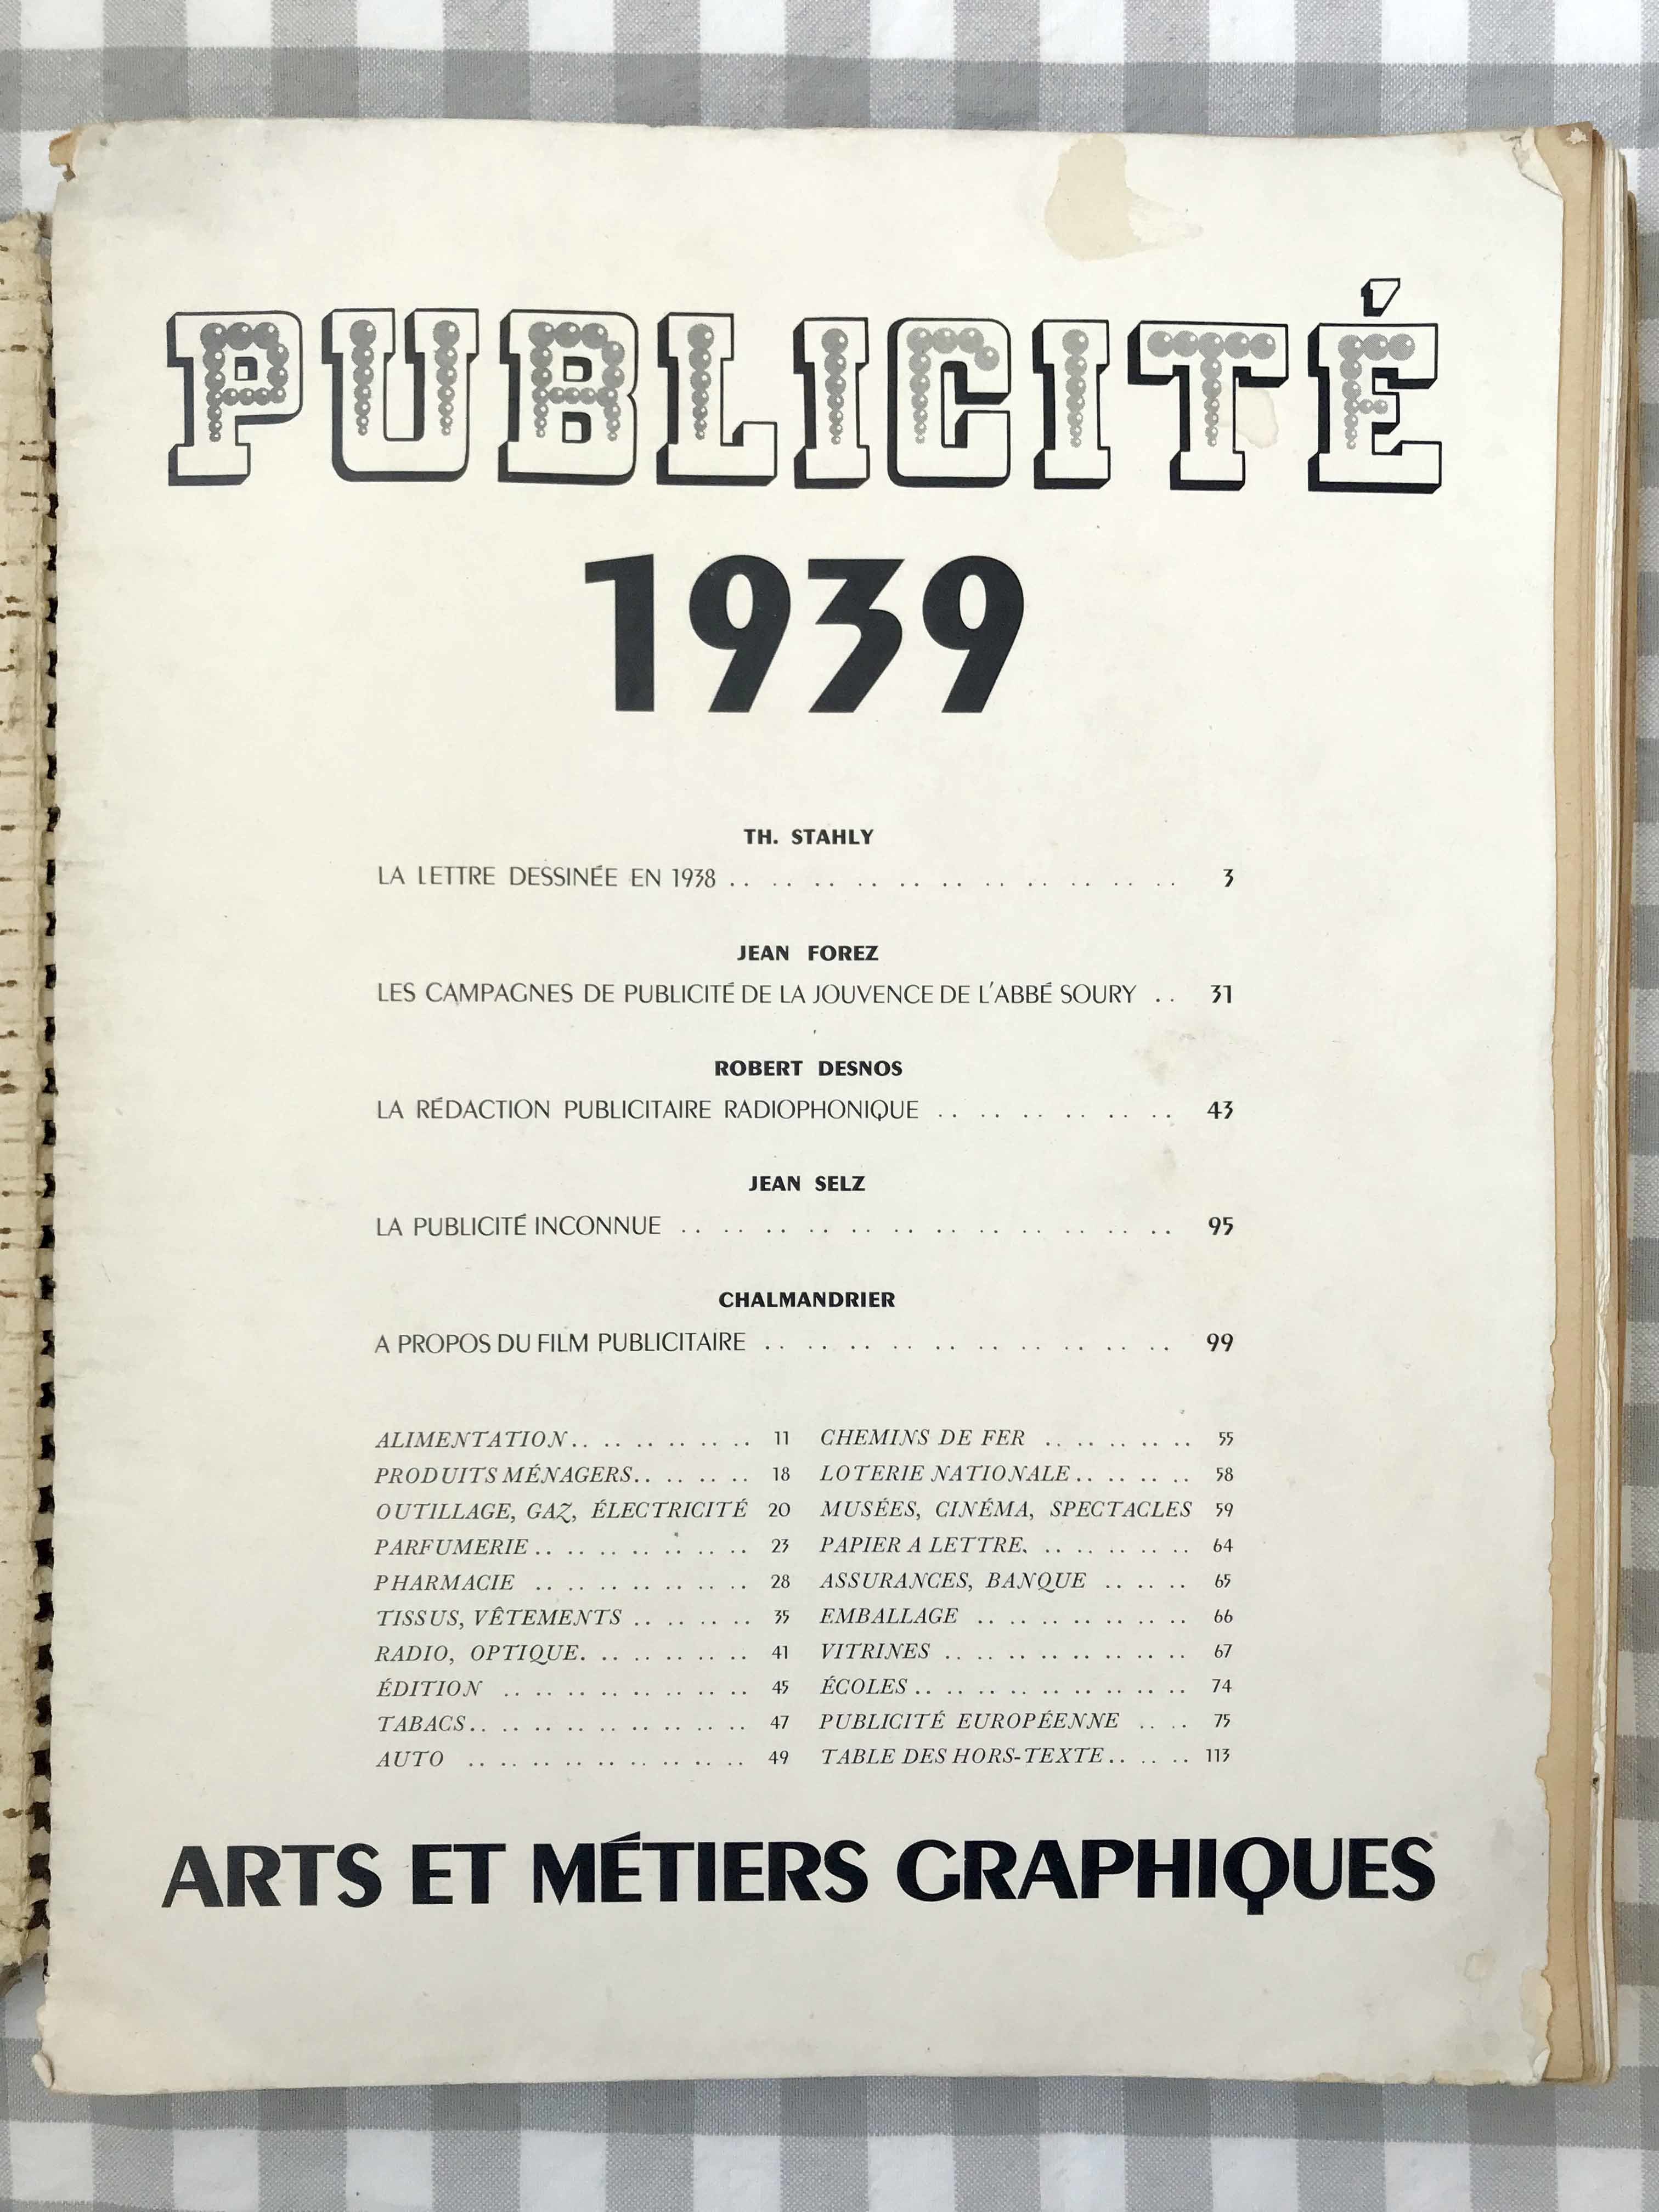 PUBLICITÉ
1939
TH. STAHLY
LA LETTRE DESSINÉE EN 1938 .. .. .. .. .. .. .. .. .. .. .. 3
JEAN FOREZ
LES CAMPAGNES DE PUBLICITÉ DE LA JOUVENCE DE L'ABBÉ SOURY .. 31
ROBERT DESNOS
LA RÉDACTION PUBLICITAIRE RADIOPHONIQUE .. .. .. .. .. .. 43
JEAN SELZ
LA PUBLICITÉ INCONNUE .. .. .. .. .. .. .. .. .. .. .. .. 95
CHALMANDRIER
A PROPOS DU FILM PUBLICITAIRE .. .. .. .. .. .. .. .. .. .. 99
ALIMENTATION.. .. .. .. .. .. 11
PRODUITS MÉNAGERS.. .. .. .. 18
OUTILLAGE, GAZ, ÉLECTRICITÉ 20
PARFUMERIE .. .. .. .. .. .. .. 23
PHARMACIE .. .. .. .. .. .. .. 28
TISSUS, VÊTEMENTS .. .. .. .. 35
RADIO, OPTIQUE. .. .. .. .. .. 41
ÉDITION .. .. .. .. .. .. .. .. 45
TABACS.. .. .. .. .. .. .. .. .. 47
AUTO .. .. .. .. .. .. .. .. .. 49
CHEMINS DE FER .. .. .. .. .. 55
LOTERIE NATIONALE .. .. .. .. 58
MUSÉES, CINÉMA, SPECTACLES 59
PAPIER A LETTRE. .. .. .. .. .. 64
ASSURANCES, BANQUE .. .. .. 65
EMBALLAGE .. .. .. .. .. .. .. 66
VITRINES .. .. .. .. .. .. .. .. 67
ÉCOLES .. .. .. .. .. .. .. .. .. 74
PUBLICITÉ EUROPÉENNE .. .. 75
TABLE DES HORS-TEXTE.. .. .. 113
ARTS ET MÉTIERS GRAPHIQUES